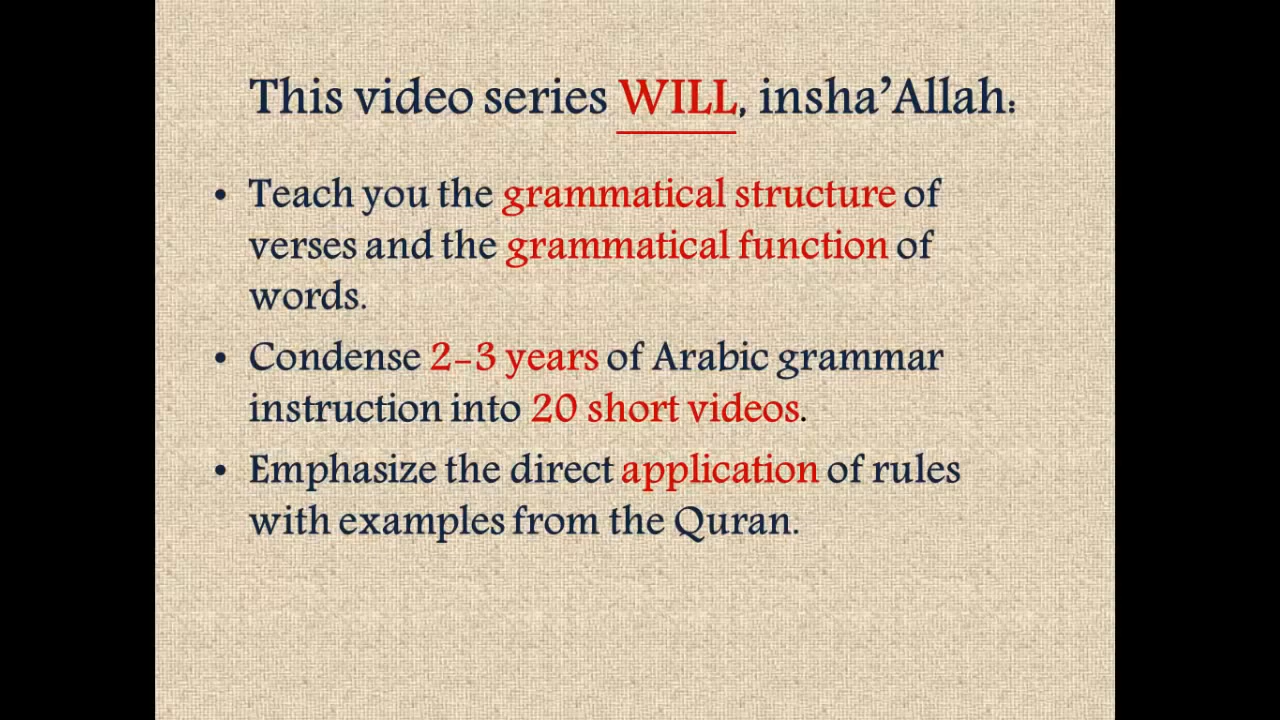 This video series WILL, insha’Allah:
• Teach you the grammatical structure of
verses and the grammatical function of
words.
• Condense 2-3 years of Arabic grammar
instruction into 20 short videos.
• Emphasize the direct application of rules
with examples from the Quran.